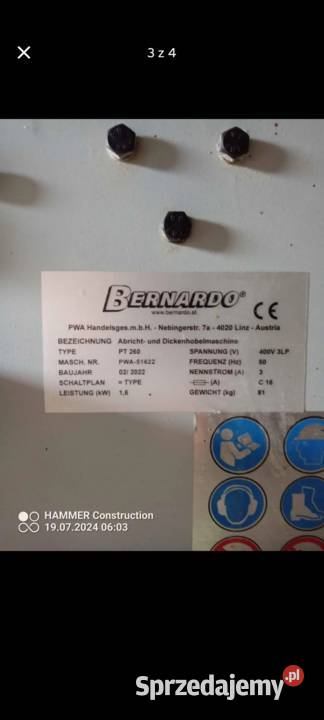 3 z 4
BERNARDO®
www.bernardo.at
CE
PWA Handelsges.m.b.H. - Nebingerstr. 7a - 4020 Linz - Austria
BEZEICHNUNG Abricht- und Dickenhobelmaschine
TYPE PT 260 SPANNUNG (V) 400V 3LP
MASCH. NR. PWA-51622 FREQUENZ (Hz) 50
BAUJAHR 02/ 2022 NENNSTROM (A) 3
SCHALTPLAN = TYPE (A) C 16
LEISTUNG (kW) 1,6 GEWICHT (kg) 91
HAMMER Construction
19.07.2024 06:03
Sprzedajemy.pl